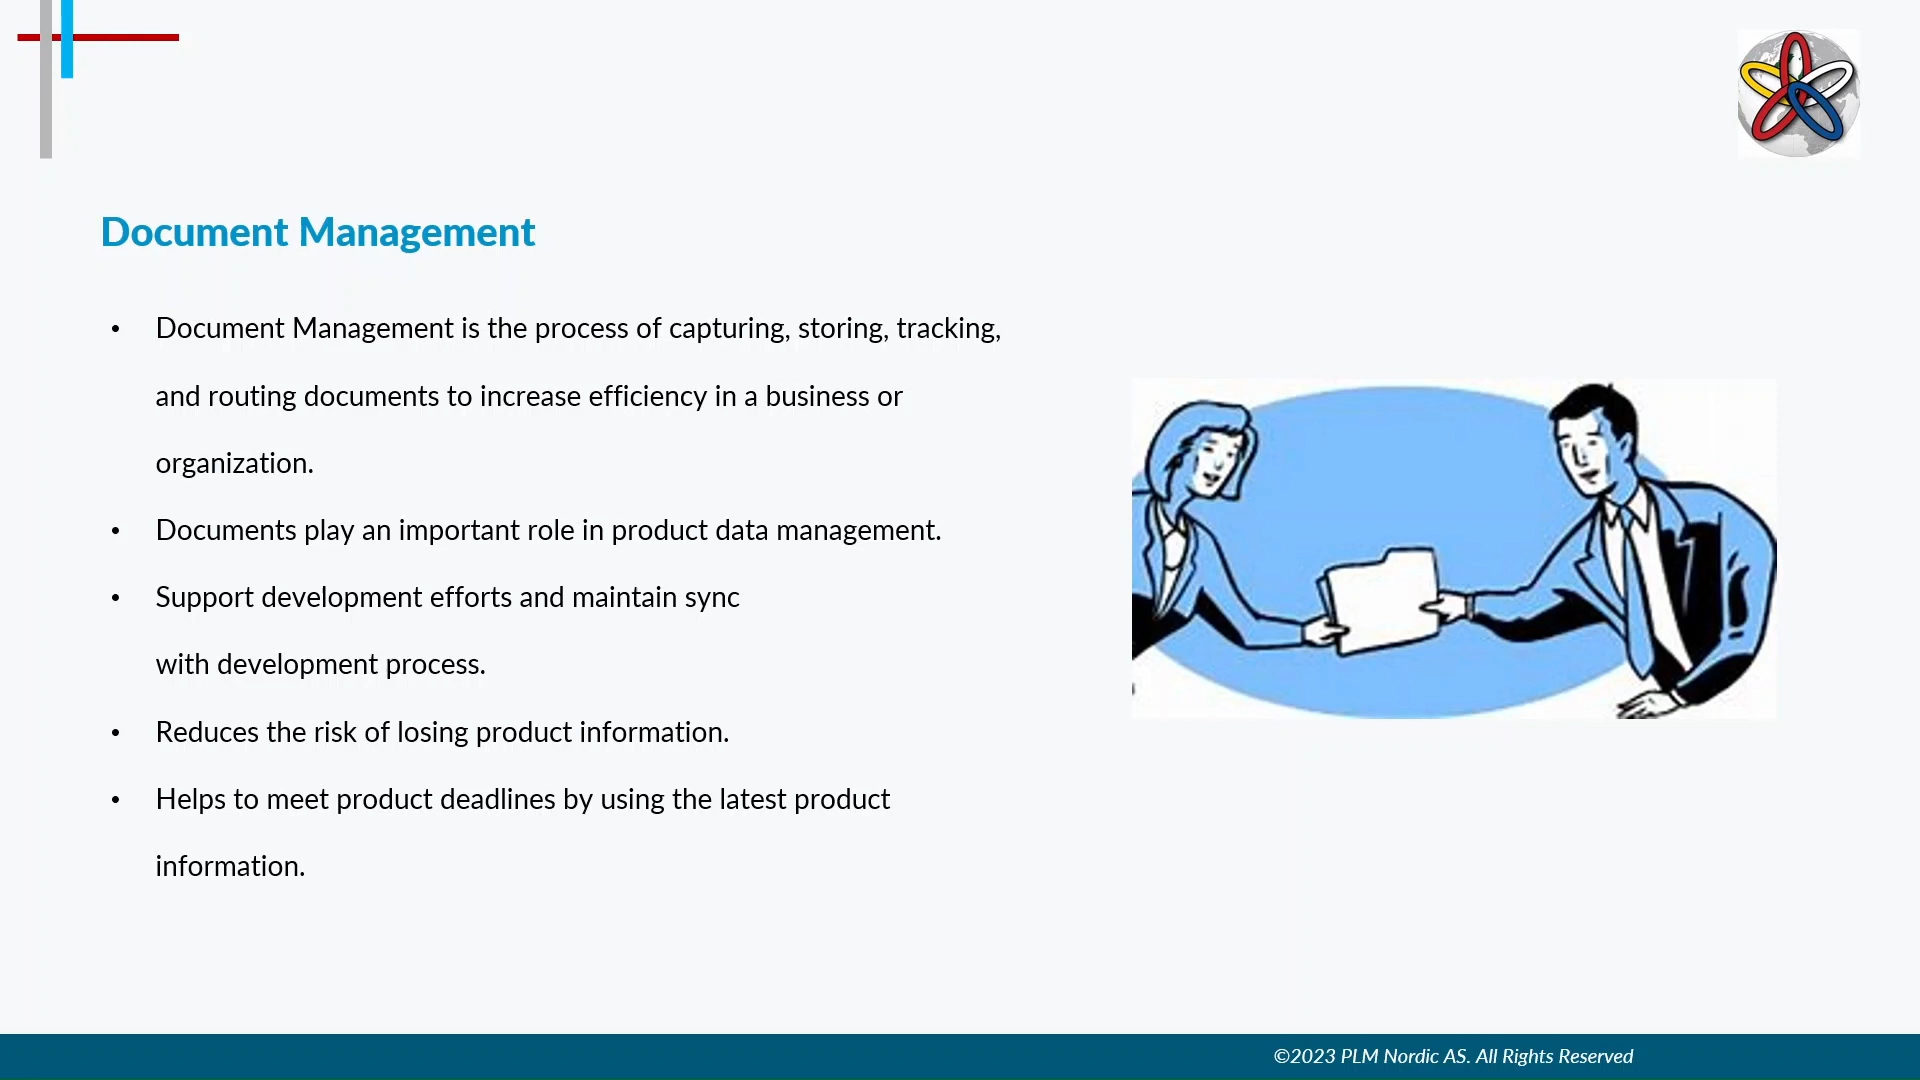 Document Management
• Document Management is the process of capturing, storing, tracking,
and routing documents to increase efficiency in a business or
organization.
• Documents play an important role in product data management.
• Support development efforts and maintain sync
with development process.
• Reduces the risk of losing product information.
• Helps to meet product deadlines by using the latest product
information.
©2023 PLM Nordic AS. All Rights Reserved